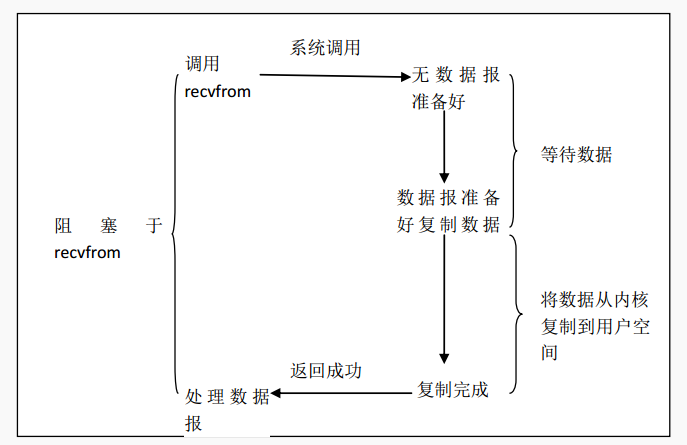 系统调用
调用
recvfrom
无数据报
准备好
等待数据
数据报准备
好复制数据
阻塞于
recvfrom
将数据从内核
复制到用户空
间
返回成功
复制完成
处理数据
报